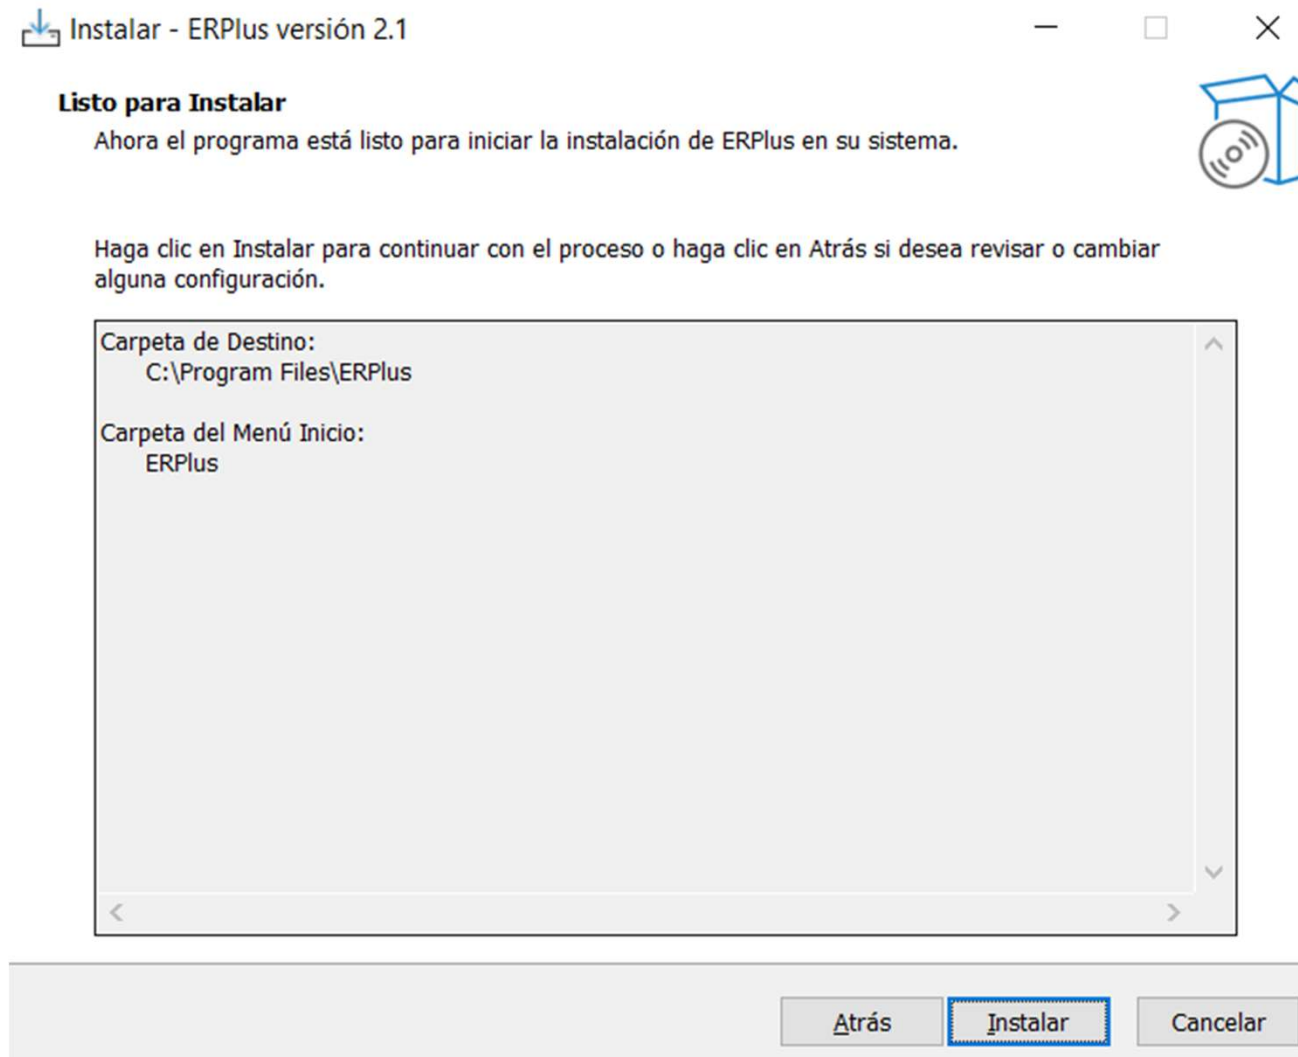 Instalar - ERPlus versión 2.1
Listo para Instalar
Ahora el programa está listo para iniciar la instalación de ERPlus en su sistema.
Haga clic en Instalar para continuar con el proceso o haga clic en Atrás si desea revisar o cambiar
alguna configuración.
Carpeta de Destino:
C:\Program Files\ERPlus
Carpeta del Menú Inicio:
ERPlus
Atrás
Instalar
Cancelar